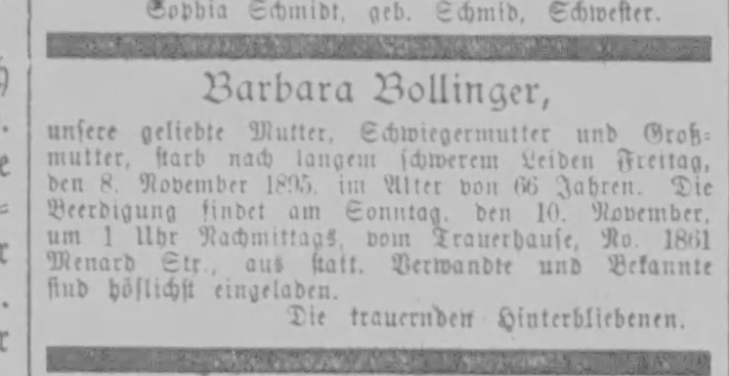 Sophia Schmidt, geb. Schmid, Schwester.
Barbara Bollinger,
unsere geliebte Mutter, Schwiegermutter und Groß=
mutter, starb nach langem schwerem Leiden Freitag,
den 8. November 1895, im Alter von 66 Jahren. Die
Beerdigung findet am Sonntag, den 10. November,
um 1 Uhr Nachmittags, vom Trauerhause, No. 1861
Menard Str., aus statt. Verwandte und Bekannte
sind höflichst eingeladen.
Die trauernden Hinterbliebenen.